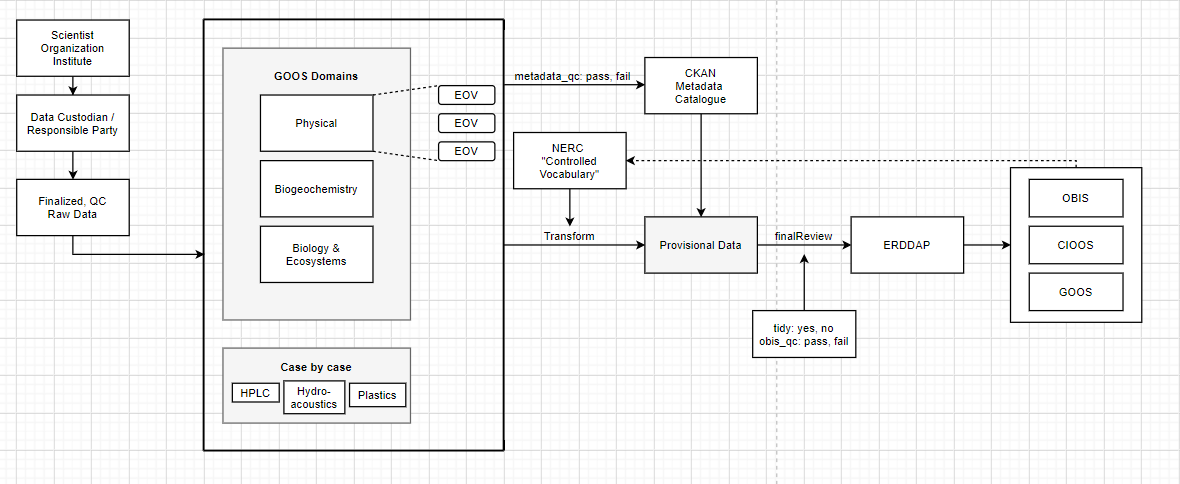 Scientist
Organization
Institute
Data Custodian /
Responsible Party
Finalized, QC
Raw Data
GOOS Domains
Physical
Biogeochemistry
Biology &
Ecosystems
EOV
EOV
EOV
Case by case
HPLC
Hydro-
acoustics
Plastics
metadata_qc: pass, fail
CKAN
Metadata
Catalogue
NERC
"Controlled
Vocabulary"
Transform
Provisional Data
finalReview
tidy: yes, no
obis_qc: pass, fail
ERDDAP
OBIS
CIOOS
GOOS